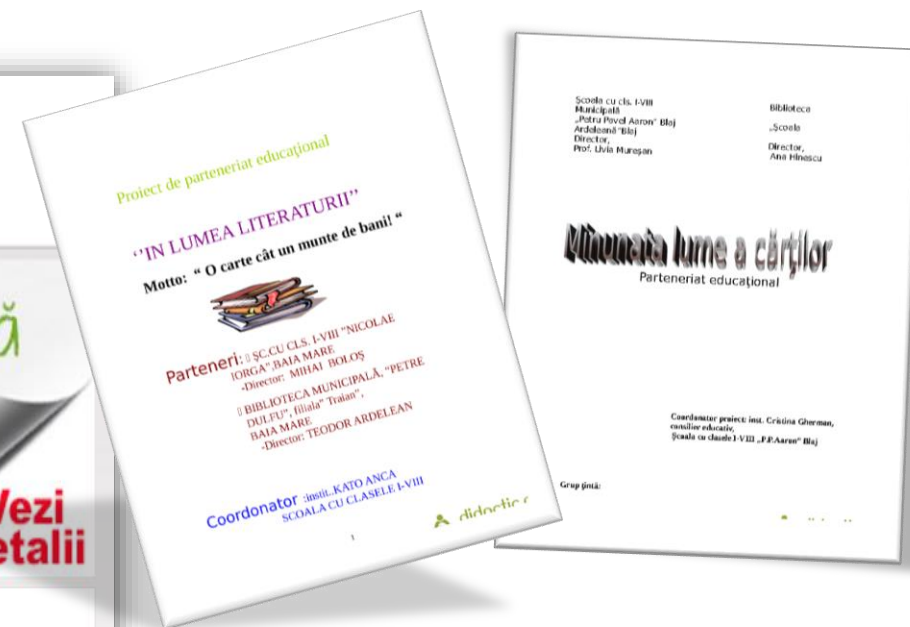 ă
Vezi
etalii
Proiect de parteneriat educațional
‘’IN LUMEA LITERATURII’’
Motto: “ O carte cât un munte de bani! “
Parteneri: ŞC.CU CLS. I-VIII "NICOLAE
IORGA",BAIA MARE
-Director: MIHAI BOLOŞ
BIBLIOTECA MUNICIPALĂ, “PETRE
DULFU”, filiala” Traian”,
BAIA MARE
-Director: TEODOR ARDELEAN
Coordonator :instit..KATO ANCA
SCOALA CU CLASELE I-VIII
1
didactic
Şcoala cu cls. I-VIII
Municipală
„Petru Pavel Aaron” Blaj
Ardeleană”Blaj
Director,
Prof. Livia Mureşan
Biblioteca
„Şcoala
Director,
Ana Hinescu
Minunata lume a cărţilor
Parteneriat educaţional
Coordonator proiect: inst. Cristina Gherman,
consilier educativ,
Şcoala cu clasele I-VIII „P.P.Aaron” Blaj
Grup ţintă: